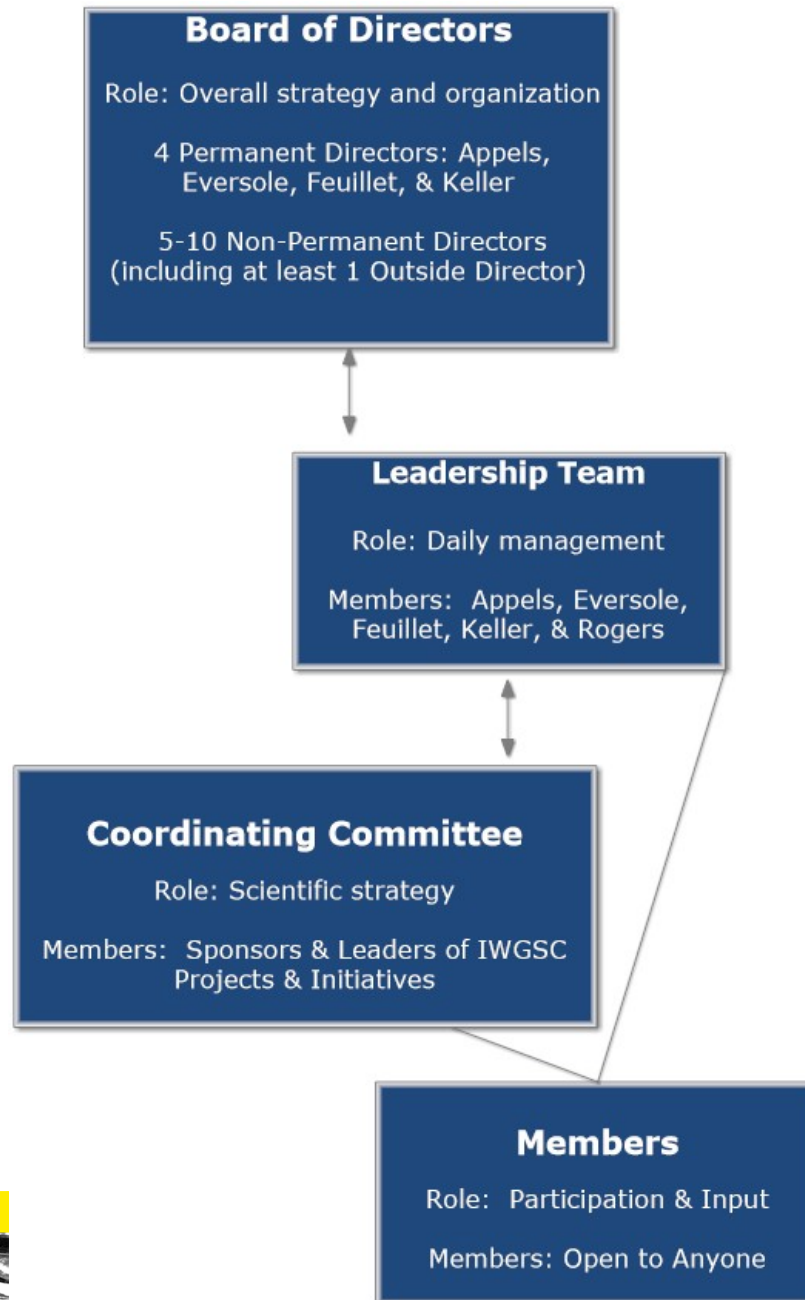 Board of Directors
Role: Overall strategy and organization
4 Permanent Directors: Appels,
Eversole, Feuillet, & Keller
5-10 Non-Permanent Directors
(including at least 1 Outside Director)
Leadership Team
Role: Daily management
Members: Appels, Eversole,
Feuillet, Keller, & Rogers
Coordinating Committee
Role: Scientific strategy
Members: Sponsors & Leaders of IWGSC
Projects & Initiatives
Members
Role: Participation & Input
Members: Open to Anyone